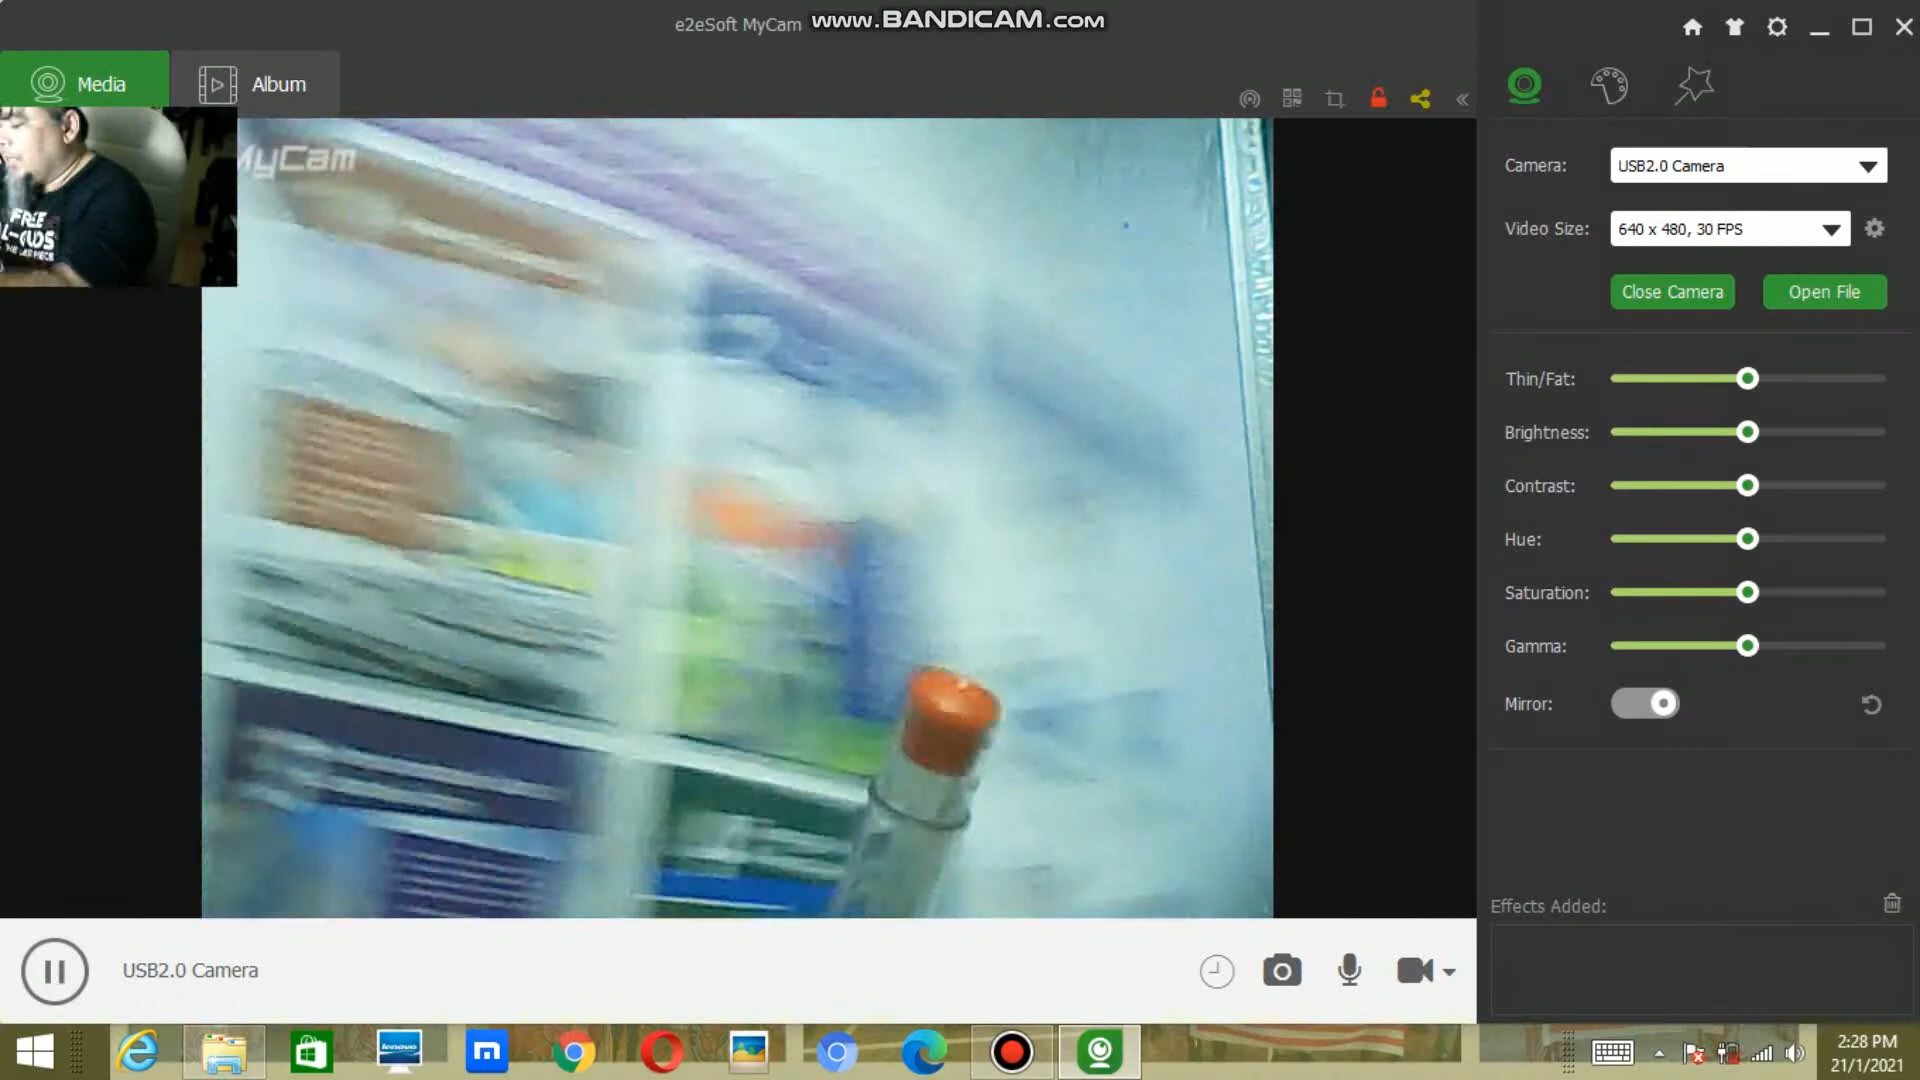 e2eSoft MyCam
www.BANDICAM.com
Media
Album
MyCam
FREE
Camera:
USB2.0 Camera
Video Size:
640 x 480, 30 FPS
Close Camera
Open File
Thin/Fat:
Brightness:
Contrast:
Hue:
Saturation:
Gamma:
Mirror:
Effects Added:
USB2.0 Camera
2:28 PM
21/1/2021